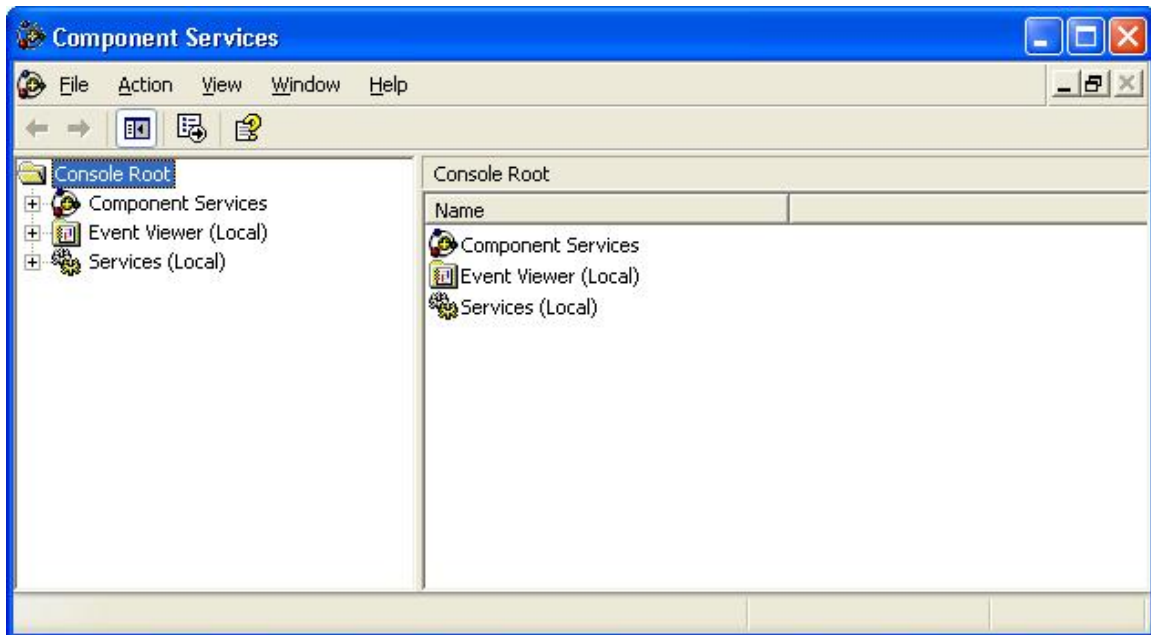 Component Services
File Action View Window Help
Console Root
Component Services
Event Viewer (Local)
Services (Local)
Console Root
Name
Component Services
Event Viewer (Local)
Services (Local)